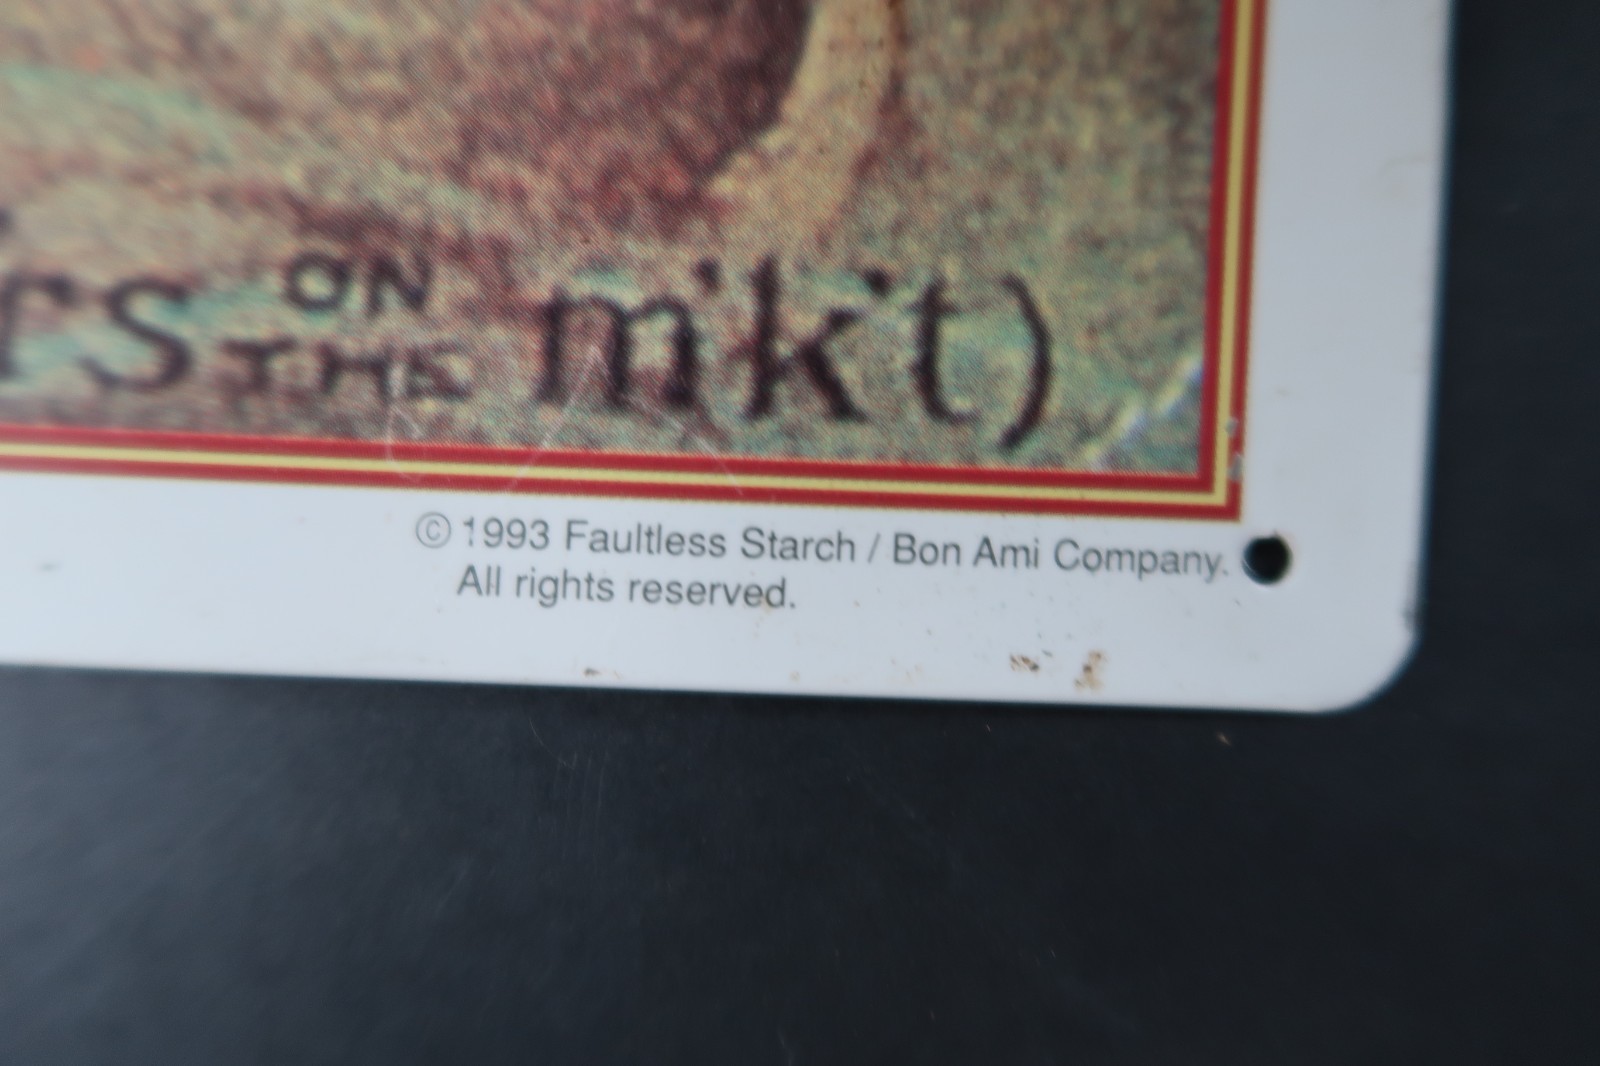 rs ON THE m'k't)
© 1993 Faultless Starch / Bon Ami Company.
All rights reserved.